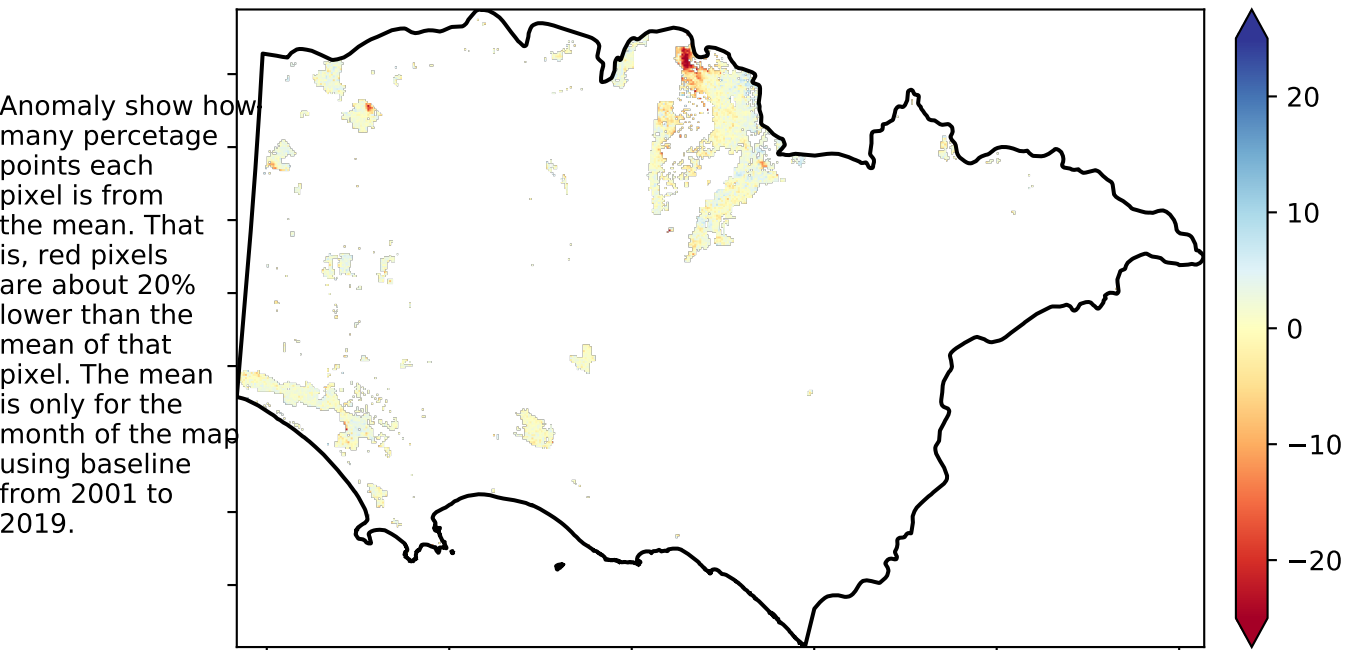 Anomaly show how
many percetage
points each
pixel is from
the mean. That
is, red pixels
are about 20%
lower than the
mean of that
pixel. The mean
is only for the
month of the map
using baseline
from 2001 to
2019.
20
10
0
−10
−20